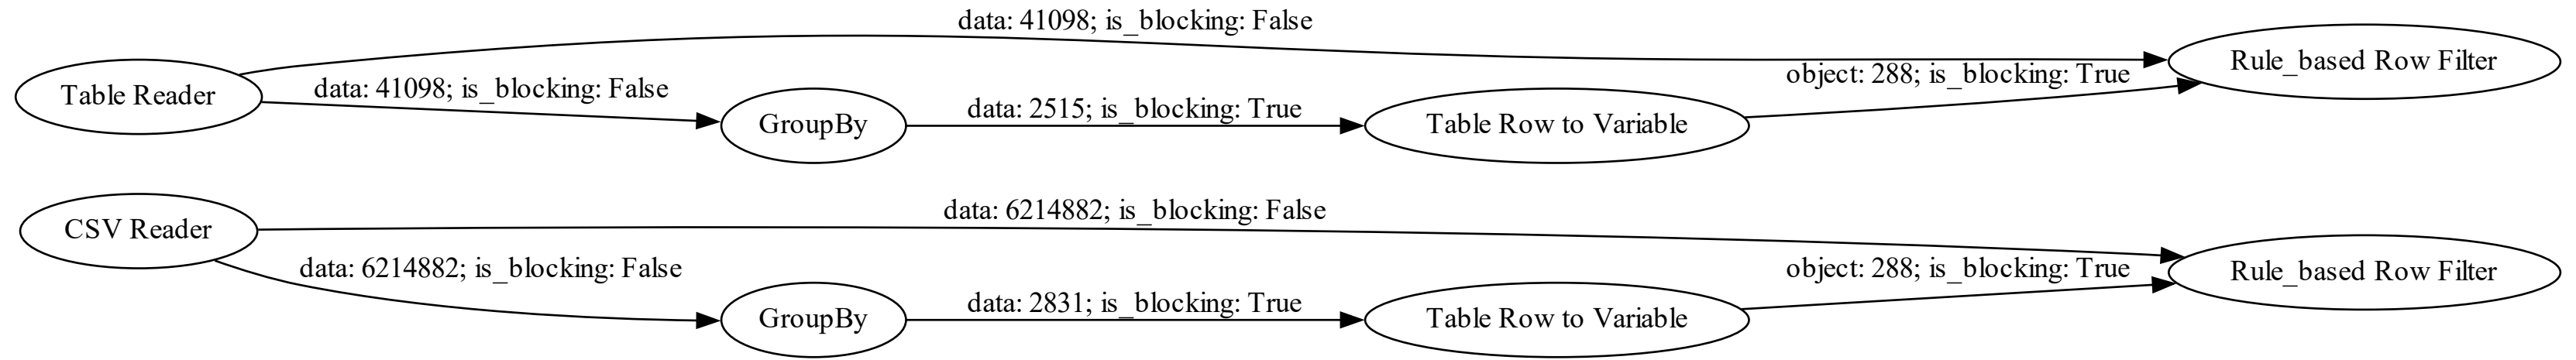 data: 41098; is_blocking: False
Table Reader
data: 41098; is_blocking: False
GroupBy
data: 2515; is_blocking: True
Table Row to Variable
object: 288; is_blocking: True
Rule_based Row Filter
data: 6214882; is_blocking: False
CSV Reader
data: 6214882; is_blocking: False
GroupBy
data: 2831; is_blocking: True
Table Row to Variable
object: 288; is_blocking: True
Rule_based Row Filter